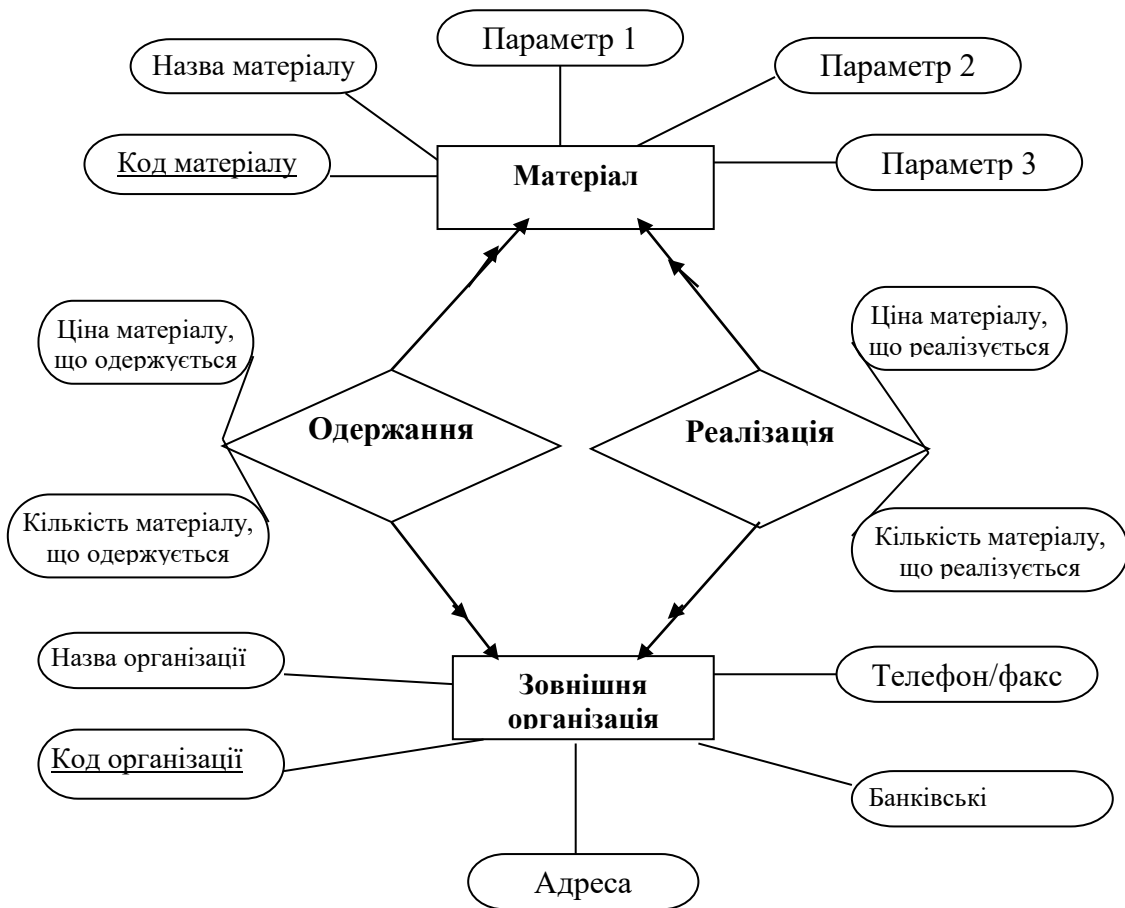 Параметр 1
Назва матеріалу
Параметр 2
Код матеріалу
Матеріал
Параметр 3
Ціна матеріалу,
що одержується
Ціна матеріалу,
що реалізується
Одержання
Реалізація
Кількість матеріалу,
що одержується
Кількість матеріалу,
що реалізується
Назва організації
Зовнішня
організація
Телефон/факс
Код організації
Банківські
Адреса